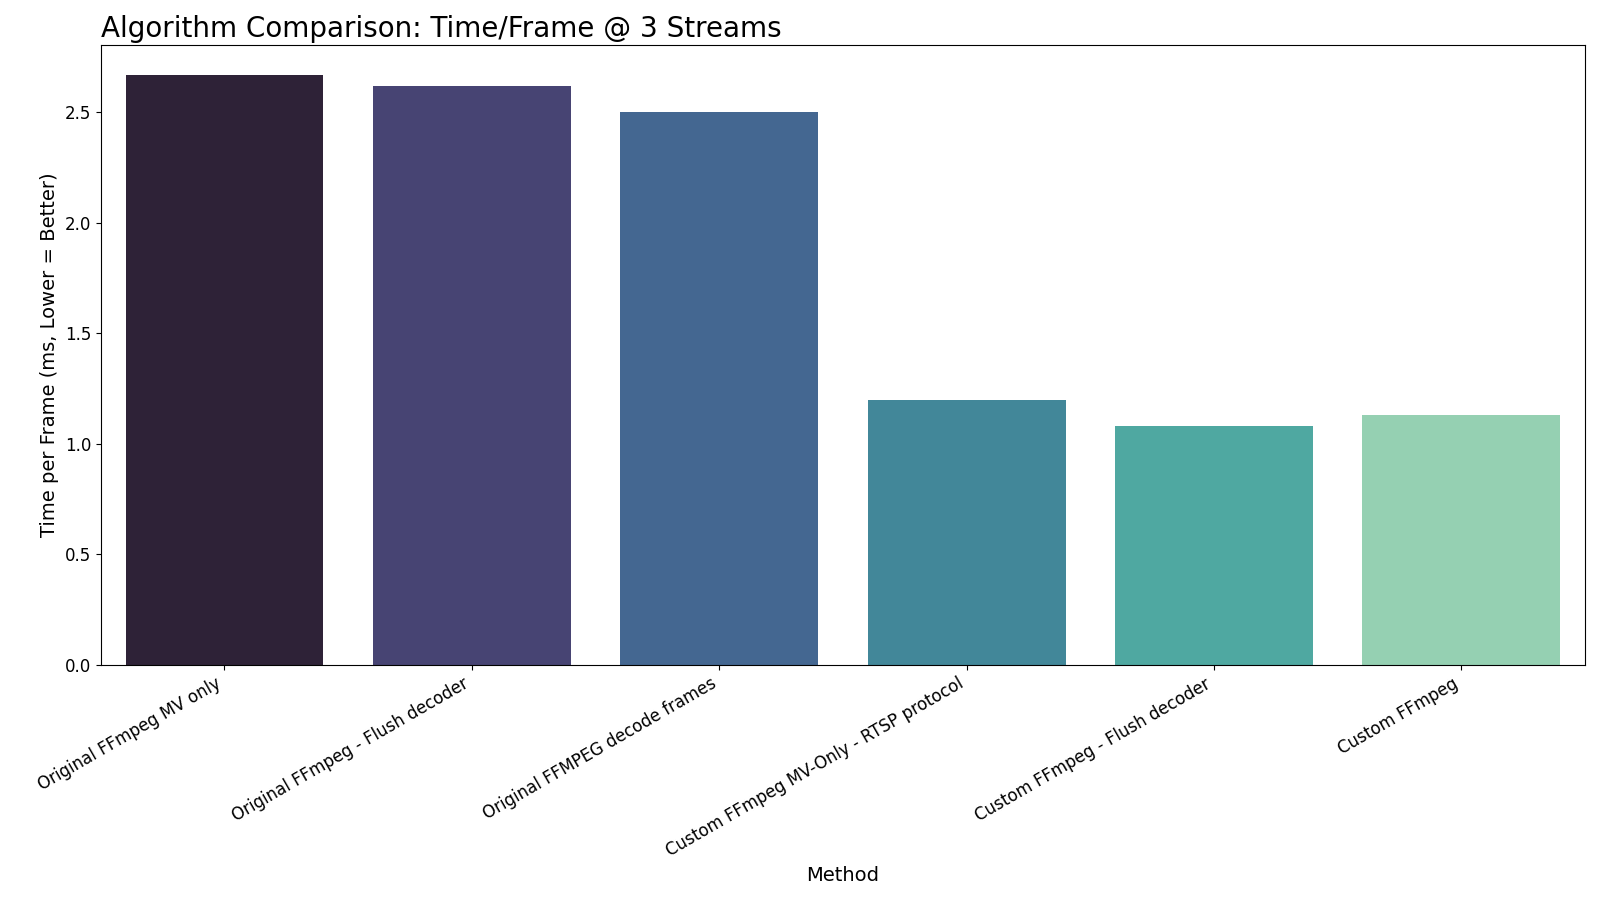 Algorithm Comparison: Time/Frame @ 3 Streams
Time per Frame (ms, Lower = Better)
2.5
2.0
1.5
1.0
0.5
0.0
Original FFmpeg MV only
Original FFmpeg - Flush decoder
Original FFMPEG decode frames
Custom FFmpeg MV-Only - RTSP protocol
Custom FFmpeg - Flush decoder
Custom FFmpeg
Method